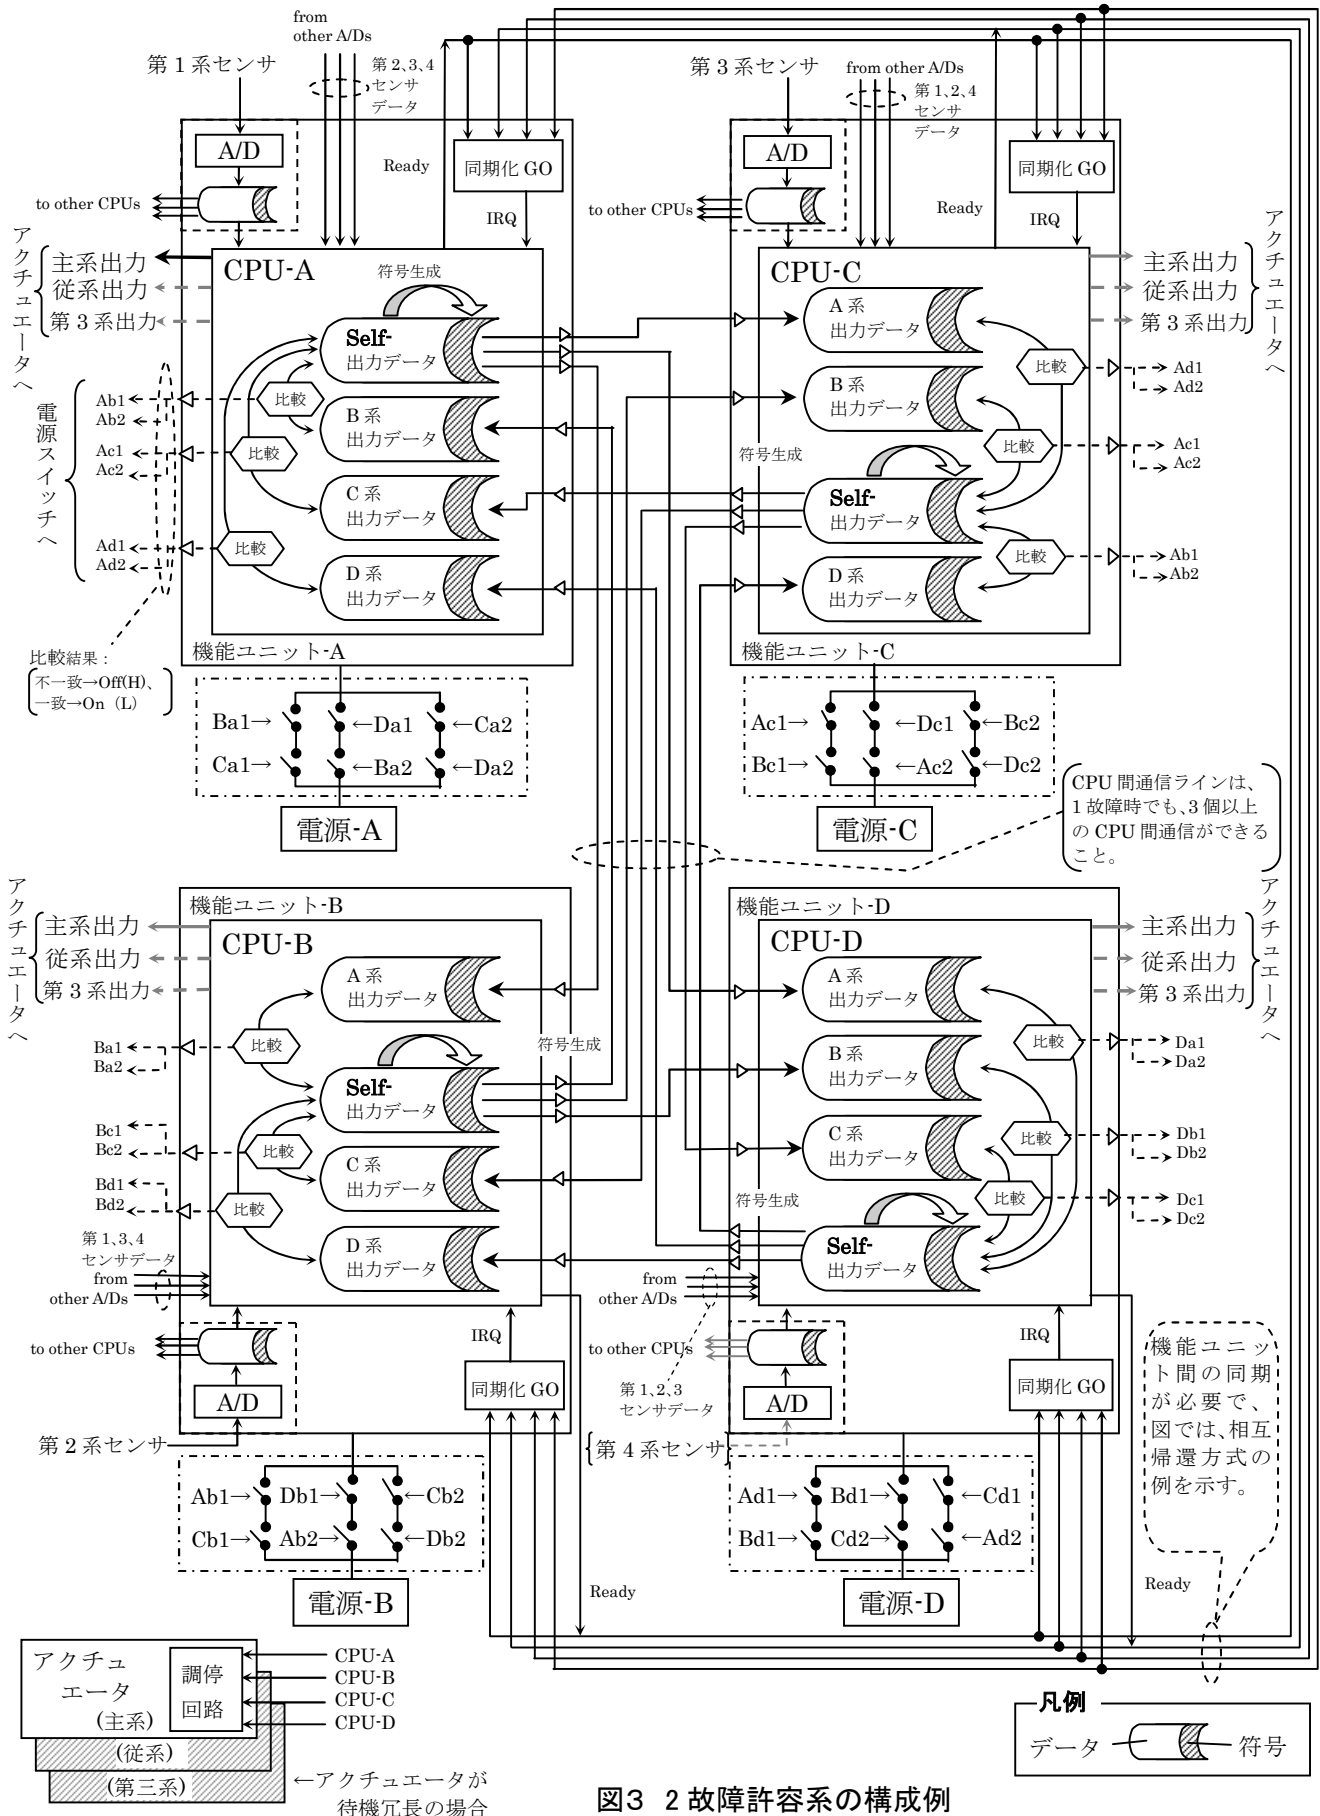 from
other A/Ds
第1系センサ
第2、3、4
センサ
データ
A/D
Ready
同期化 GO
to other CPUs
IRQ
アクチュエータへ
主系出力
従系出力
第3系出力
CPU-A
符号生成
Self-
出力データ
B系
出力データ
C系
出力データ
D系
出力データ
比較
比較
比較
電源スイッチへ
Ab1
Ab2
Ac1
Ac2
Ad1
Ad2
比較結果：
不一致→Off(H)、
一致→On（L）
機能ユニット-A
Ba1→
←Da1
←Ca2
Ca1→
←Ba2
←Da2
電源-A
第3系センサ
from other A/Ds
第1、2、4
センサ
データ
A/D
Ready
同期化 GO
to other CPUs
IRQ
CPU-C
A系
出力データ
B系
出力データ
符号生成
Self-
出力データ
D系
出力データ
比較
比較
比較
アクチュエータへ
主系出力
従系出力
第3系出力
Ad1
Ad2
Ac1
Ac2
Ab1
Ab2
機能ユニット-C
Ac1→
←Dc1
←Bc2
Bc1→
←Ac2
←Dc2
電源-C
CPU間通信ラインは、
1故障時でも、3個以上
のCPU間通信ができる
こと。
機能ユニット-B
アクチュエータへ
主系出力
従系出力
第3系出力
CPU-B
A系
出力データ
符号生成
Self-
出力データ
C系
出力データ
D系
出力データ
比較
比較
比較
Ba1
Ba2
Bc1
Bc2
Bd1
Bd2
第1、3、4
センサデータ
from
other A/Ds
to other CPUs
IRQ
A/D
同期化 GO
第2系センサ
Ab1→
Db1→
←Cb2
Cb1→
Ab2→
←Db2
電源-B
Ready
機能ユニット-D
CPU-D
A系
出力データ
B系
出力データ
C系
出力データ
符号生成
Self-
出力データ
比較
比較
比較
アクチュエータへ
主系出力
従系出力
第3系出力
Da1
Da2
Db1
Db2
Dc1
Dc2
from
other A/Ds
to other CPUs
第1、2、3
センサデータ
IRQ
A/D
同期化 GO
第4系センサ
Ad1→
Bd1→
←Cd1
Bd1→
Cd2→
←Ad2
電源-D
Ready
機能ユニッ
ト間の同期
が必要で、
図では、相互
帰還方式の
例を示す。
アクチュ
エータ
(主系)
調停
回路
CPU-A
CPU-B
CPU-C
CPU-D
(従系)
(第三系)
←アクチュエータが
待機冗長の場合
凡例
データ
符号
図3 2故障許容系の構成例